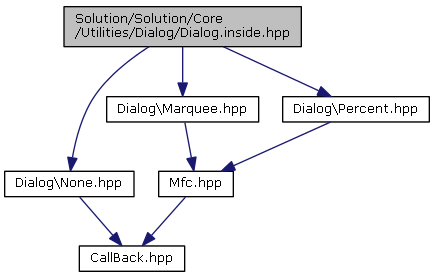 Solution/Solution/Core
/Utilities/Dialog/Dialog.inside.hpp
Dialog\Marquee.hpp
Dialog\Percent.hpp
Dialog\None.hpp
Mfc.hpp
CallBack.hpp